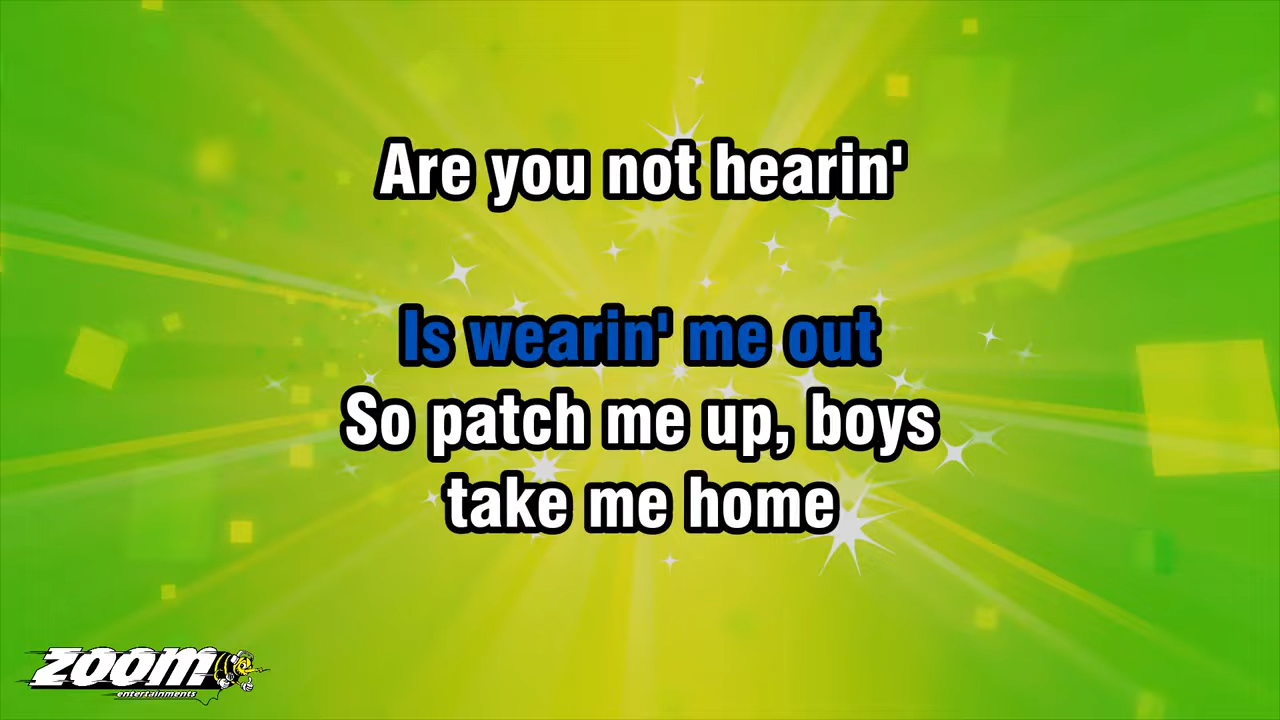 Are you not hearin'
Is wearin' me out
So patch me up, boys
take me home
ZOOM
entertainments